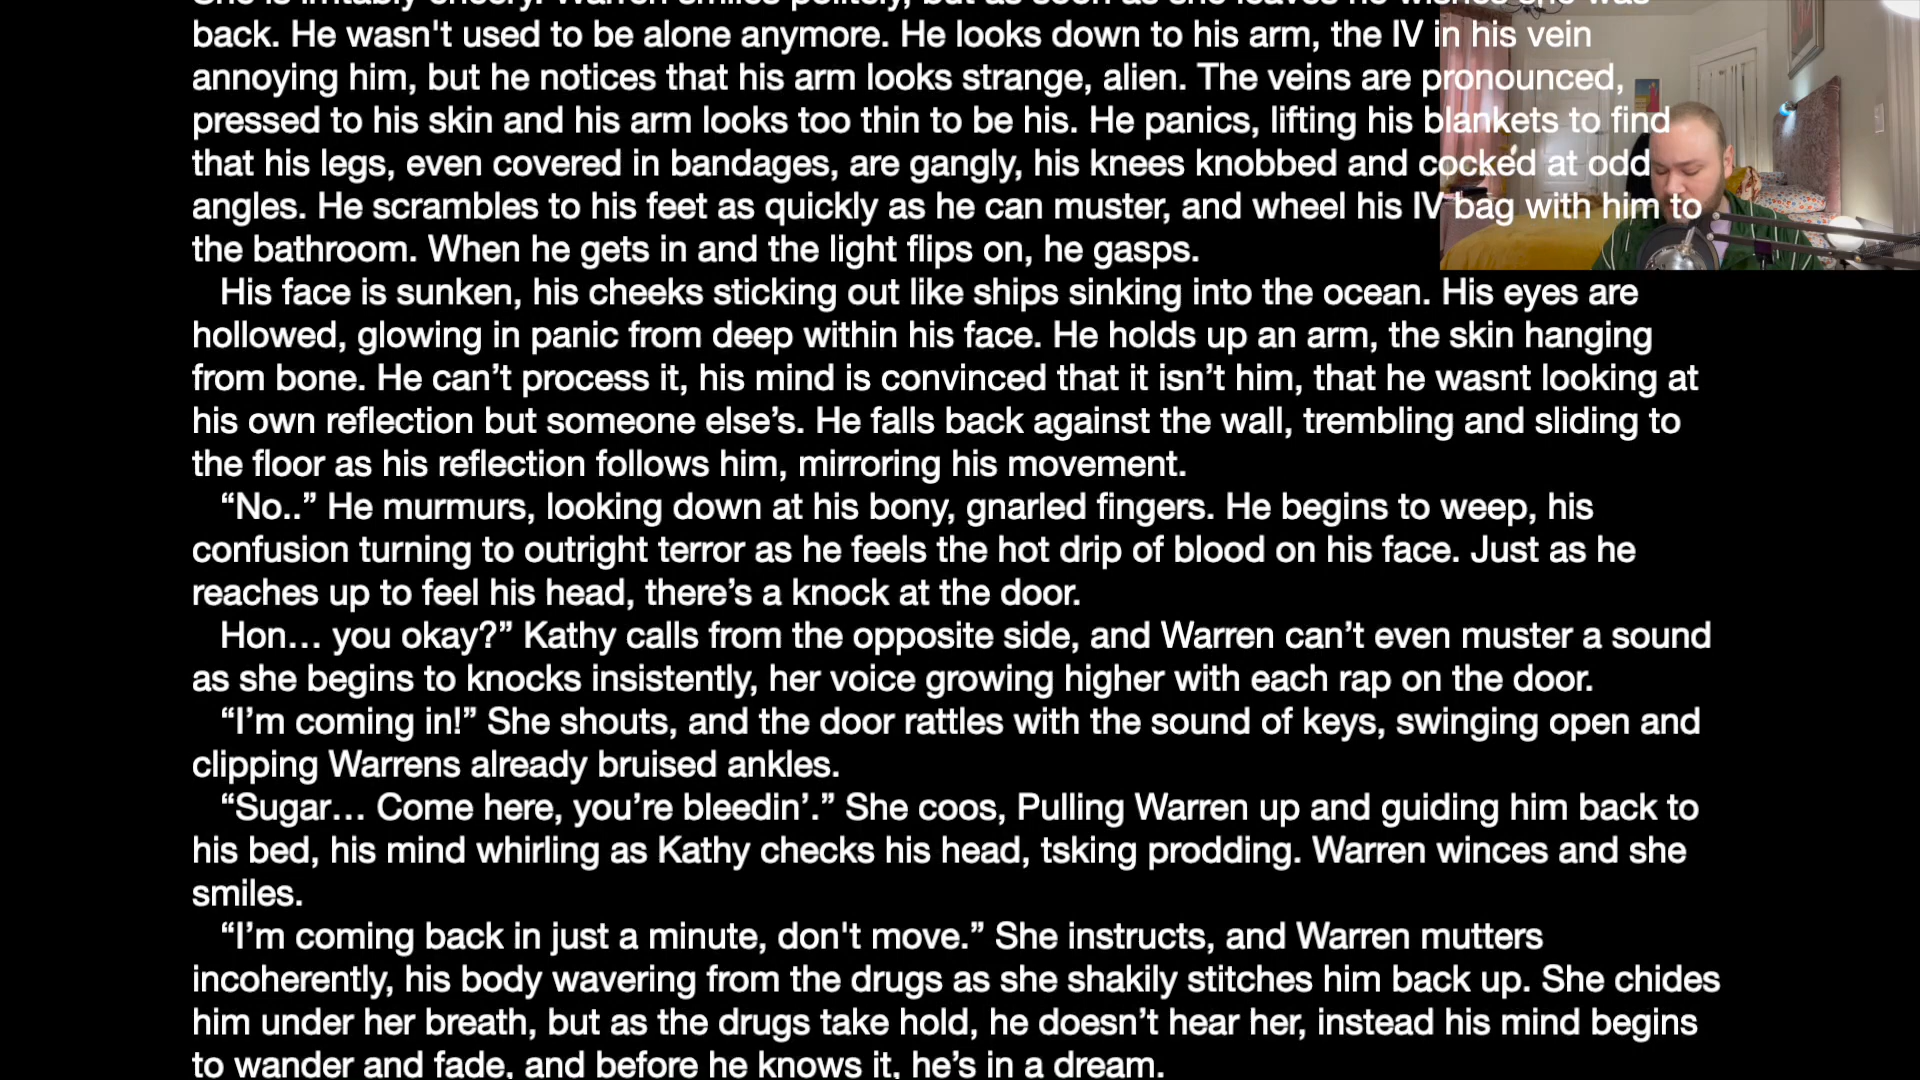 She is irritably cheery. Warren smiles politely, but as soon as she leaves he wishes she was
back. He wasn't used to be alone anymore. He looks down to his arm, the IV in his vein
annoying him, but he notices that his arm looks strange, alien. The veins are pronounced,
pressed to his skin and his arm looks too thin to be his. He panics, lifting his blankets to find
that his legs, even covered in bandages, are gangly, his knees knobbed and cocked at odd
angles. He scrambles to his feet as quickly as he can muster, and wheel his IV bag with him to
the bathroom. When he gets in and the light flips on, he gasps.
His face is sunken, his cheeks sticking out like ships sinking into the ocean. His eyes are
hollowed, glowing in panic from deep within his face. He holds up an arm, the skin hanging
from bone. He can’t process it, his mind is convinced that it isn’t him, that he wasnt looking at
his own reflection but someone else’s. He falls back against the wall, trembling and sliding to
the floor as his reflection follows him, mirroring his movement.
“No..” He murmurs, looking down at his bony, gnarled fingers. He begins to weep, his
confusion turning to outright terror as he feels the hot drip of blood on his face. Just as he
reaches up to feel his head, there’s a knock at the door.
Hon… you okay?” Kathy calls from the opposite side, and Warren can’t even muster a sound
as she begins to knocks insistently, her voice growing higher with each rap on the door.
“I’m coming in!” She shouts, and the door rattles with the sound of keys, swinging open and
clipping Warrens already bruised ankles.
“Sugar… Come here, you’re bleedin’.” She coos, Pulling Warren up and guiding him back to
his bed, his mind whirling as Kathy checks his head, tsking prodding. Warren winces and she
smiles.
“I’m coming back in just a minute, don't move.” She instructs, and Warren mutters
incoherently, his body wavering from the drugs as she shakily stitches him back up. She chides
him under her breath, but as the drugs take hold, he doesn’t hear her, instead his mind begins
to wander and fade, and before he knows it, he’s in a dream.